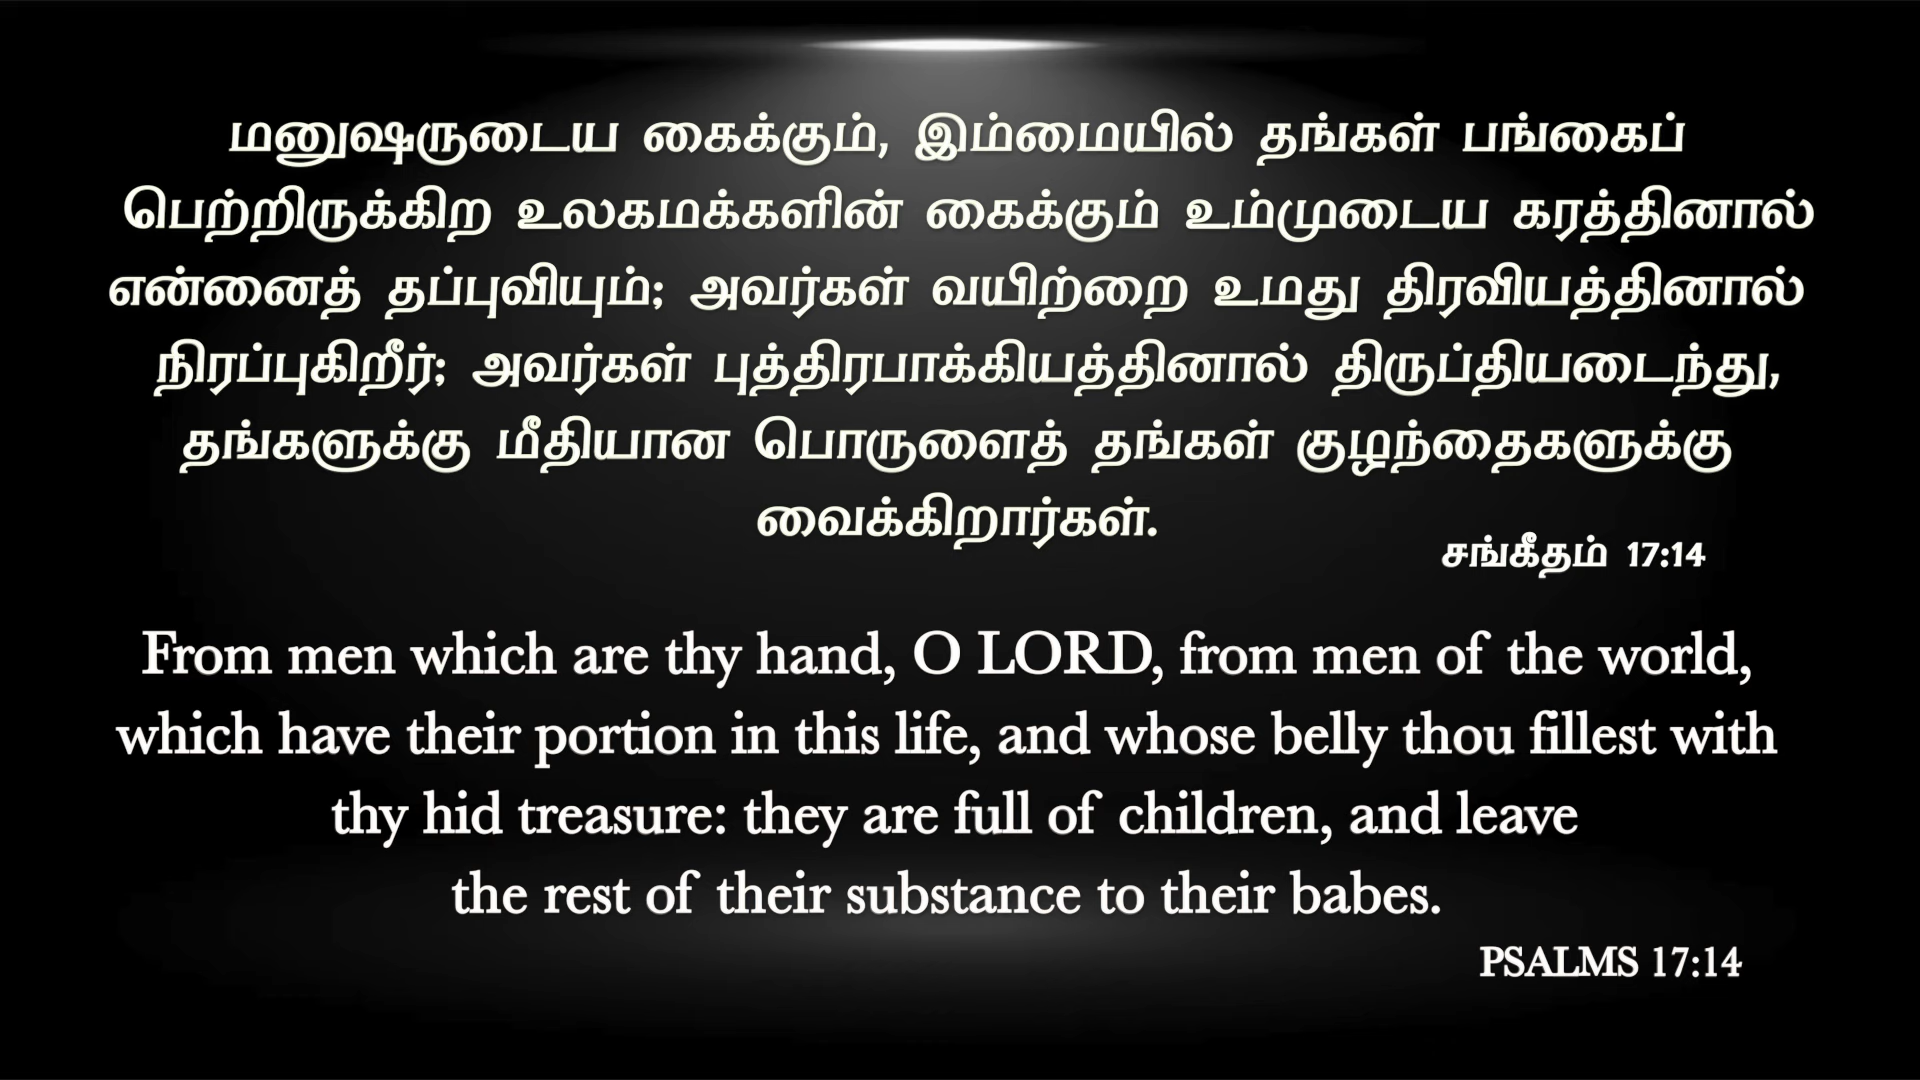 மனுஷருடைய கைக்கும், இம்மையில் தங்கள் பங்கைப்
பெற்றிருக்கிற உலகமக்களின் கைக்கும் உம்முடைய கரத்தினால்
என்னைத் தப்புவியும்; அவர்கள் வயிற்றை உமது திரவியத்தினால்
நிரப்புகிறீர்; அவர்கள் புத்திரபாக்கியத்தினால் திருப்தியடைந்து,
தங்களுக்கு மீதியான பொருளைத் தங்கள் குழந்தைகளுக்கு
வைக்கிறார்கள்.
சங்கீதம் 17:14
From men which are thy hand, O LORD, from men of the world,
which have their portion in this life, and whose belly thou fillest with
thy hid treasure: they are full of children, and leave
the rest of their substance to their babes.
PSALMS 17:14